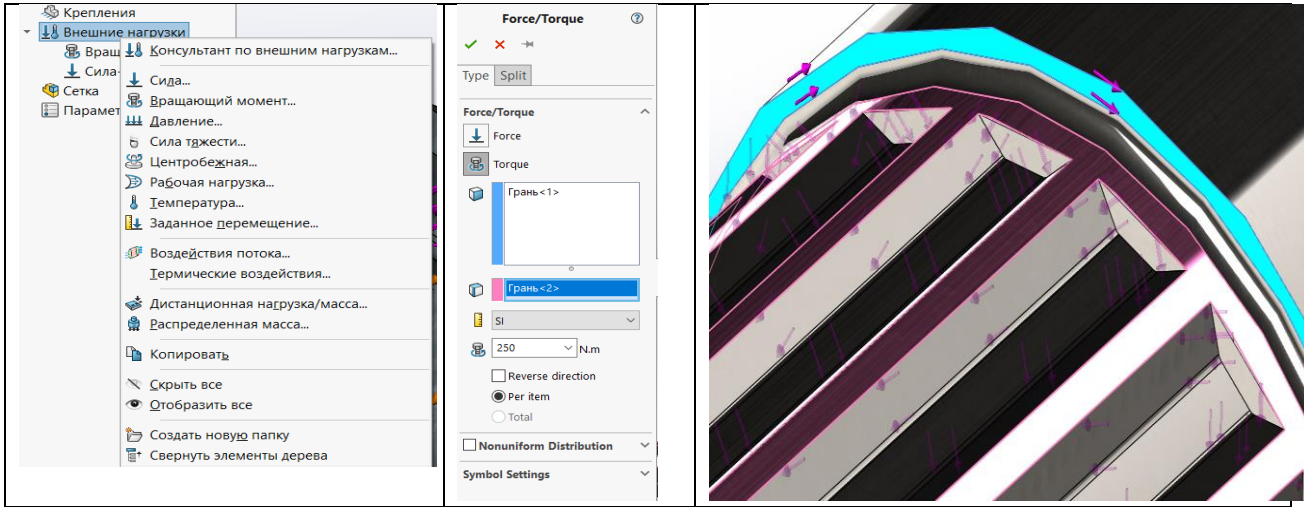 Крепления
Внешние нагрузки
Вращ
Сила-
Сетка
Парамет
Консультант по внешним нагрузкам...
Сила...
Вращающий момент...
Давление...
Сила тяжести...
Центробежная...
Рабочая нагрузка...
Температура...
Заданное перемещение...
Воздействия потока...
Термические воздействия...
Дистанционная нагрузка/масса...
Распределенная масса...
Копировать
Скрыть все
Отобразить все
Создать новую папку
Свернуть элементы дерева
Force/Torque
Type Split
Force/Torque
Force
Torque
Грань<1>
Грань<2>
SI
250 N.m
Reverse direction
Per item
Total
Nonuniform Distribution
Symbol Settings